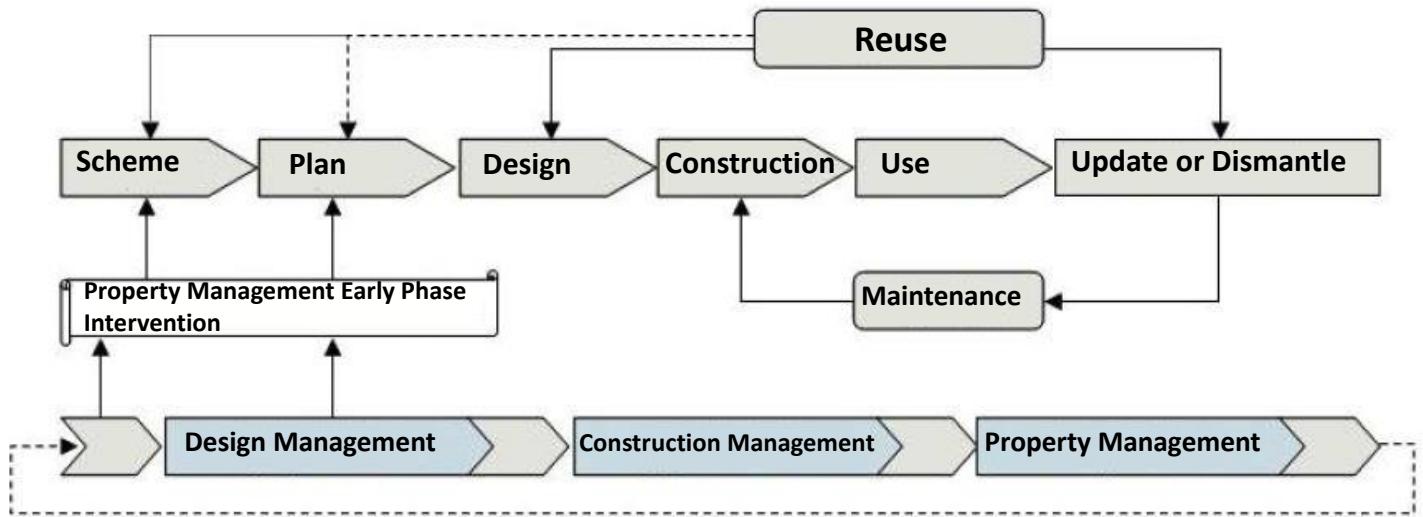 Reuse
Scheme
Plan
Design
Construction
Use
Update or Dismantle
Property Management Early Phase
Intervention
Maintenance
Design Management
Construction Management
Property Management